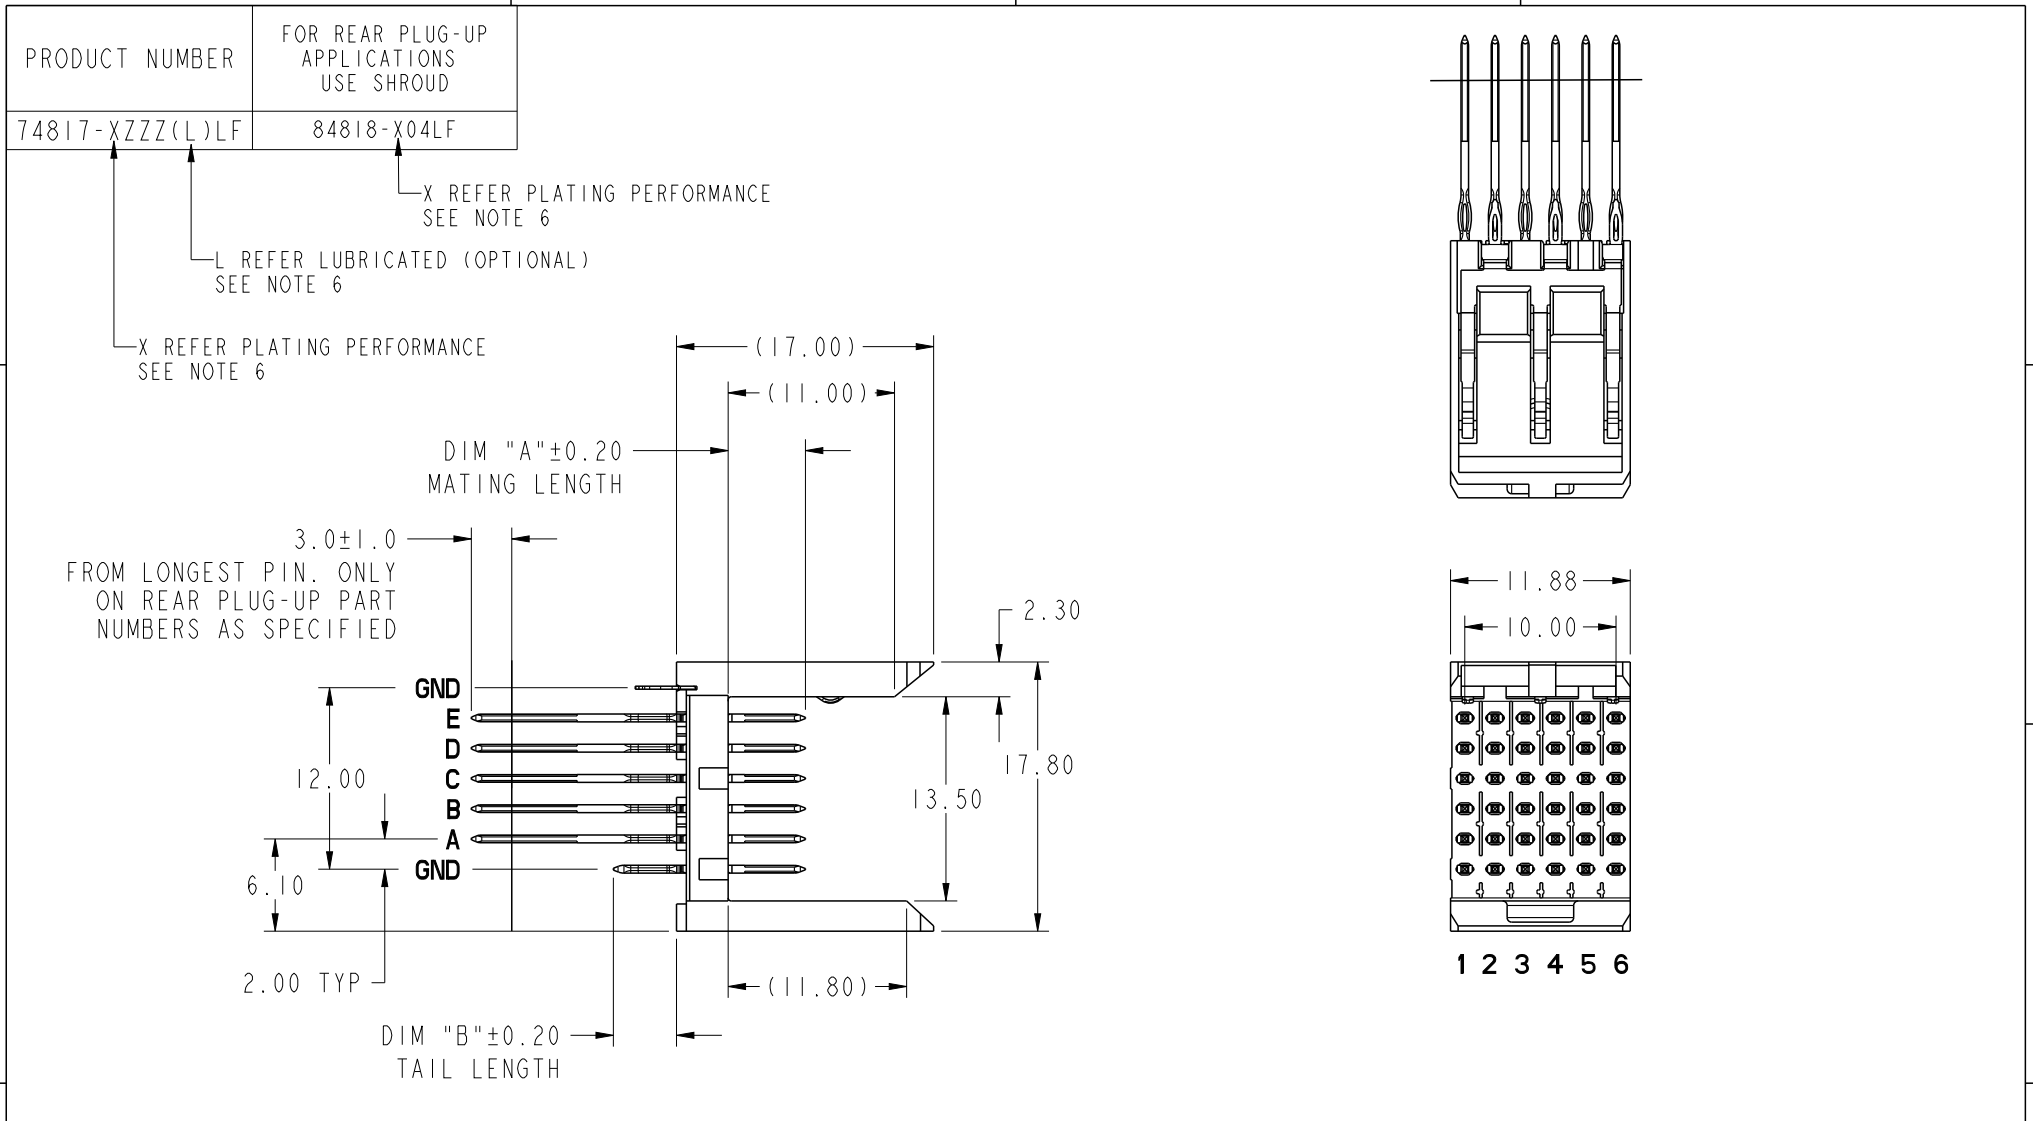 PRODUCT NUMBER
FOR REAR PLUG-UP
APPLICATIONS
USE SHROUD
74817-XZZZ(L)LF
84818-X04LF
X REFER PLATING PERFORMANCE
SEE NOTE 6
L REFER LUBRICATED (OPTIONAL)
SEE NOTE 6
X REFER PLATING PERFORMANCE
SEE NOTE 6
(17.00)
(11.00)
DIM "A"±0.20
MATING LENGTH
3.0±1.0
FROM LONGEST PIN. ONLY
ON REAR PLUG-UP PART
NUMBERS AS SPECIFIED
11.88
2.30
10.00
GND
E
D
C
B
A
GND
12.00
17.80
13.50
6.10
2.00 TYP
(11.80)
1 2 3 4 5 6
DIM "B"±0.20
TAIL LENGTH